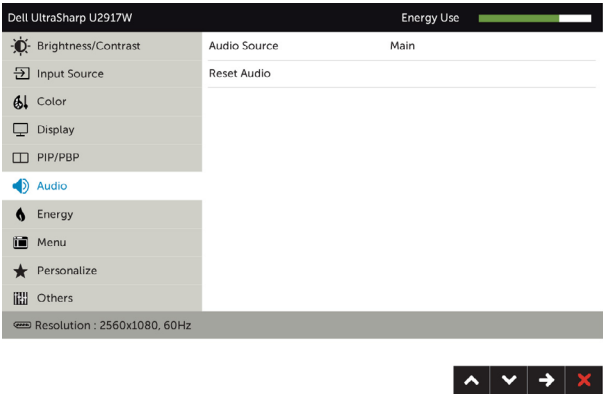 Dell UltraSharp U2917W Energy Use
Brightness/Contrast
Input Source
Color
Display
PIP/PBP
Audio
Energy
Menu
Personalize
Others
Audio Source Main
Reset Audio
Resolution : 2560x1080, 60Hz